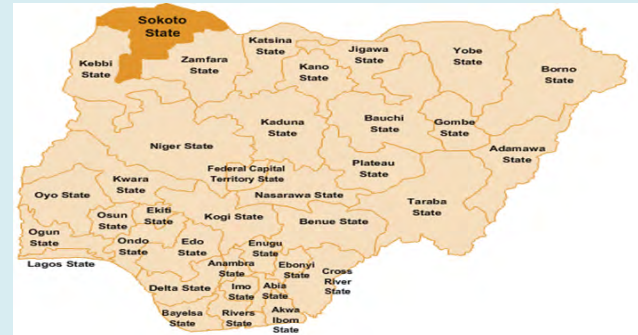 Sokoto
State
Kebbi
State
Zamfara
State
Katsina
State
Kano
State
Jigawa
State
Yobe
State
Borno
State
Kaduna
State
Bauchi
State
Gombe
State
Adamawa
State
Niger State
Plateau
State
Federal Capital
Territory State
Nasarawa State
Taraba
State
Kwara
State
Oyo State
Osun
State
Ekiti
State
Kogi State
Benue State
Ogun
State
Ondo
State
Edo
State
Enugu
State
Lagos State
Anambra
State
Ebonyi
State
Cross
River
State
Delta State
Imo
State
Abia
State
Bayelsa
State
Rivers
State
Akwa
Ibom
State